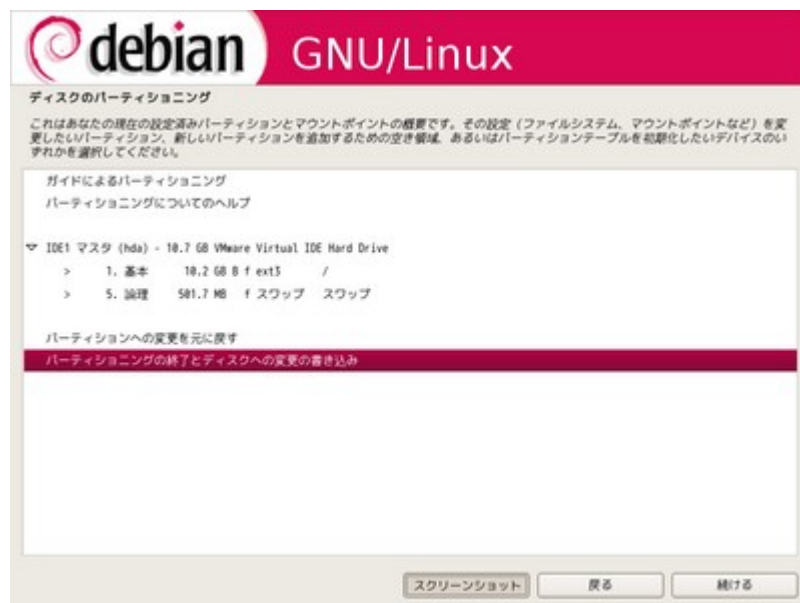 debian GNU/Linux
ディスクのパーティショニング
これはあなたの現在の設定済みパーティションとマウントポイントの概要です。その設定 (ファイルシステム、マウントポイントなど) を変
更したいパーティション、新しいパーティションを追加するための空き領域、あるいはパーティションテーブルを初期化したいデバイスのい
ずれかを選択してください。
ガイドによるパーティショニング
パーティショニングについてのヘルプ
IDE1 マスタ (hda) - 10.7 GB VMware Virtual IDE Hard Drive
> 1. 基本 10.2 GB B f ext3 /
> 5. 論理 501.7 MB f スワップ スワップ
パーティションへの変更を元に戻す
パーティショニングの終了とディスクへの変更の書き込み
スクリーンショット 戻る 続ける